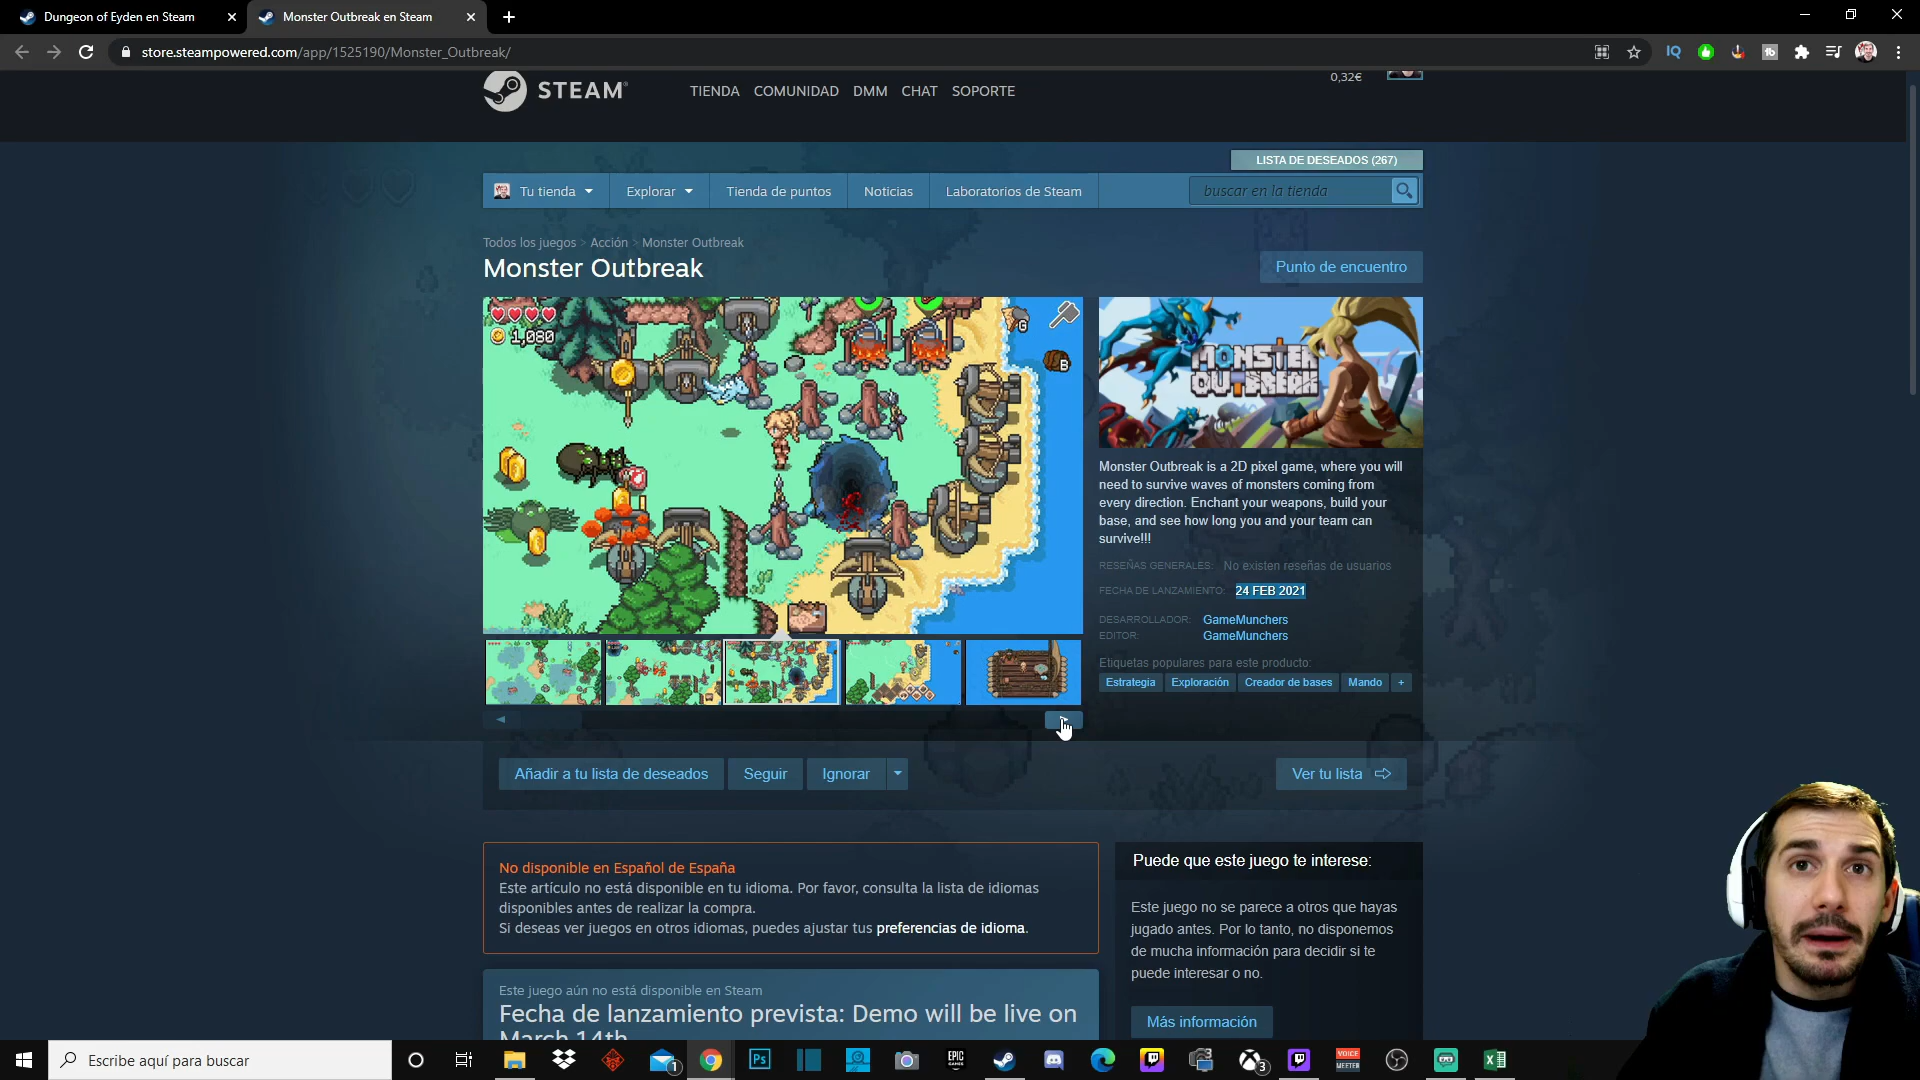 Dungeon of Eyden en Steam
Monster Outbreak en Steam
store.steampowered.com/app/1525190/Monster_Outbreak/
STEAM
TIENDA COMUNIDAD DMM CHAT SOPORTE
0,32€
LISTA DE DESEADOS (267)
Tu tienda Explorar Tienda de puntos Noticias Laboratorios de Steam
buscar en la tienda
Todos los juegos > Acción > Monster Outbreak
Monster Outbreak
Punto de encuentro
1,080
G
B
MONSTER
OUTBREAK
Monster Outbreak is a 2D pixel game, where you will
need to survive waves of monsters coming from
every direction. Enchant your weapons, build your
base, and see how long you and your team can
survive!!!
RESEÑAS GENERALES: No existen reseñas de usuarios
FECHA DE LANZAMIENTO: 24 FEB 2021
DESARROLLADOR: GameMunchers
EDITOR: GameMunchers
Etiquetas populares para este producto:
Estrategia Exploración Creador de bases Mando +
Añadir a tu lista de deseados Seguir Ignorar
Ver tu lista
No disponible en Español de España
Este artículo no está disponible en tu idioma. Por favor, consulta la lista de idiomas
disponibles antes de realizar la compra.
Si deseas ver juegos en otros idiomas, puedes ajustar tus preferencias de idioma.
Puede que este juego te interese:
Este juego no se parece a otros que hayas
jugado antes. Por lo tanto, no disponemos
de mucha información para decidir si te
puede interesar o no.
Más información
Este juego aún no está disponible en Steam
Fecha de lanzamiento prevista: Demo will be live on
March 14th
Escribe aquí para buscar
1
Ps
EPIC
GAMES
3
VOICE
MEETER